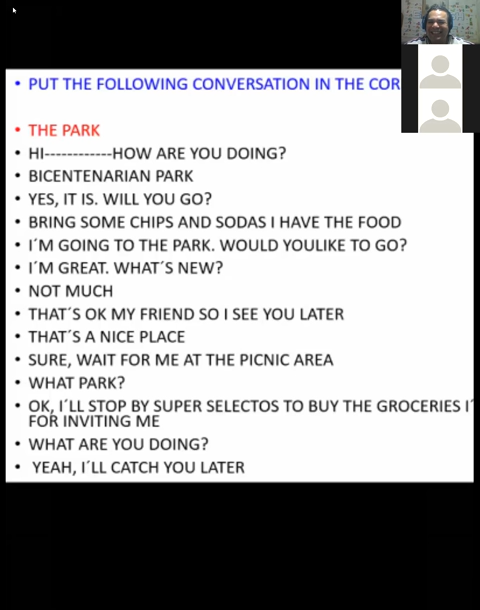 • PUT THE FOLLOWING CONVERSATION IN THE COR
• THE PARK
• HI------------HOW ARE YOU DOING?
• BICENTENARIAN PARK
• YES, IT IS. WILL YOU GO?
• BRING SOME CHIPS AND SODAS I HAVE THE FOOD
• I´M GOING TO THE PARK. WOULD YOULIKE TO GO?
• I´M GREAT. WHAT´S NEW?
• NOT MUCH
• THAT´S OK MY FRIEND SO I SEE YOU LATER
• THAT´S A NICE PLACE
• SURE, WAIT FOR ME AT THE PICNIC AREA
• WHAT PARK?
• OK, I´LL STOP BY SUPER SELECTOS TO BUY THE GROCERIES I´
FOR INVITING ME
• WHAT ARE YOU DOING?
• YEAH, I´LL CATCH YOU LATER